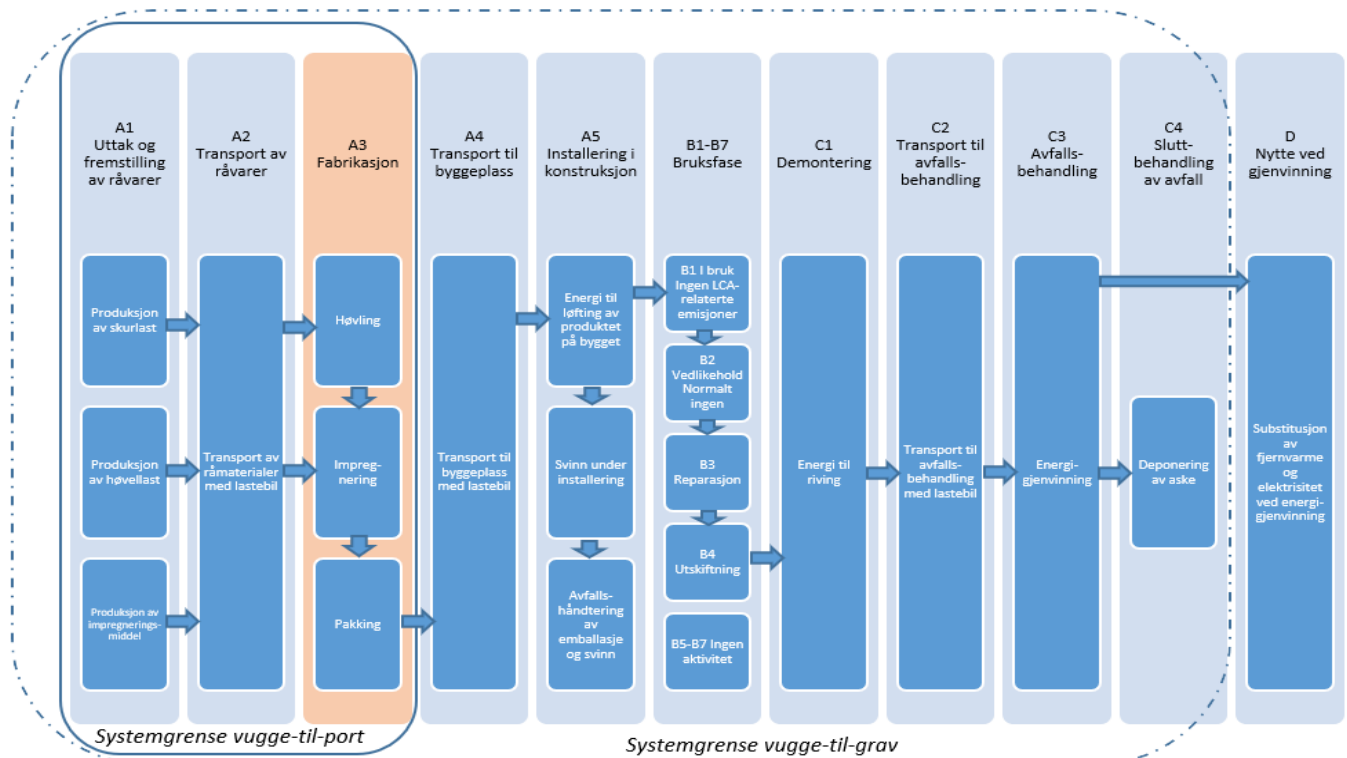 A1
Uttak og
fremstilling
av råvarer
A2
Transport av
råvarer
A3
Fabrikasjon
A4
Transport til
byggeplass
A5
Installering i
konstruksjon
B1-B7
Bruksfase
C1
Demontering
C2
Transport til
avfalls-
behandling
C3
Avfalls-
behandling
C4
Slutt-
behandling
av avfall
D
Nytte ved
gjenvinning
Produksjon
av skurlast
Produksjon
av høvellast
Produksjon av
impregnerings-
middel
Transport av
råmaterialer
med lastebil
Høvling
Impreg-
nering
Pakking
Transport til
byggeplass
med lastebil
Energi til
løfting av
produktet
på bygget
Svinn under
installering
Avfalls-
håndtering
av
emballasje
og svinn
B1 I bruk
Ingen LCA-
relaterte
emisjoner
B2
Vedlikehold
Normalt
ingen
B3
Reparasjon
B4
Utskiftning
B5-B7 Ingen
aktivitet
Energi til
riving
Transport til
avfalls-
behandling
med lastebil
Energi-
gjenvinning
Deponering
av aske
Substitusjon
av
fjernvarme
og
elektrisitet
ved energi-
gjenvinning
Systemgrense vugge-til-port
Systemgrense vugge-til-grav